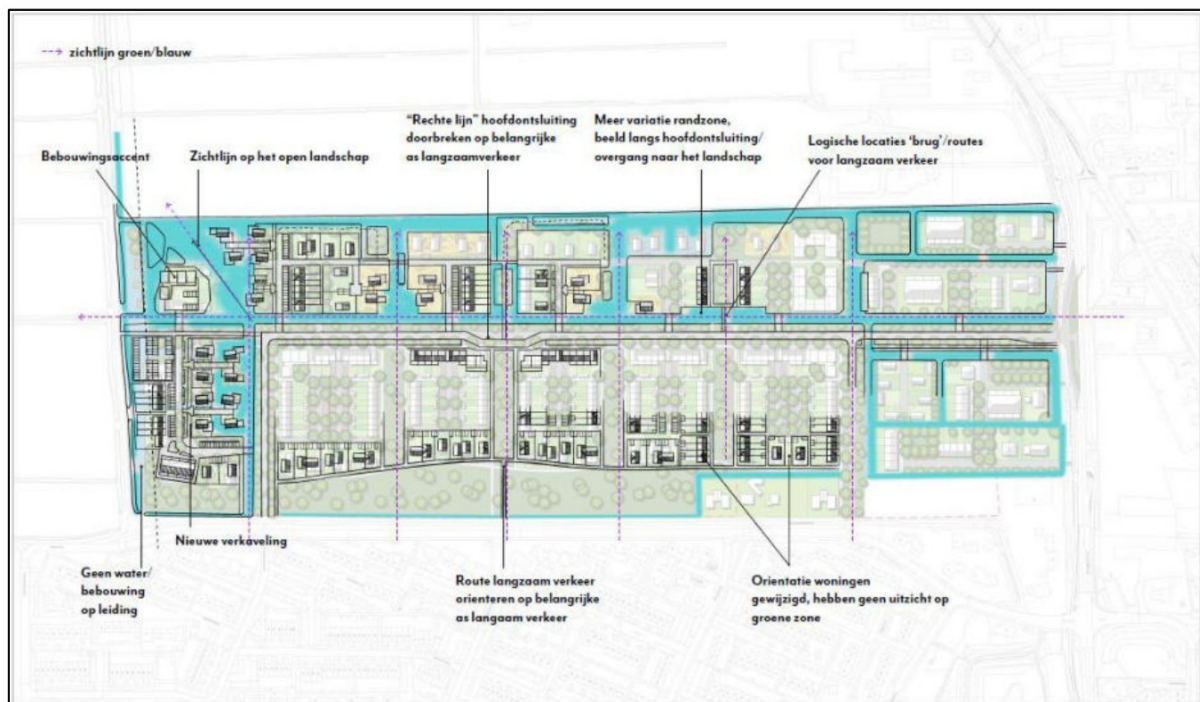 zichtlijn groen/blauw
"Rechte lijn" hoofdontsluiting
doorbreken op belangrijke
as langzaamverkeer
Meer variatie randzone,
beeld langs hoofdontsluiting/
overgang naar het landschap
Logische locaties 'brug'/routes
voor langzaam verkeer
Bebouwingsaccent
Zichtlijn op het open landschap
Nieuwe verkaveling
Geen water/
bebouwing
op leiding
Route langzaam verkeer
orienteren op belangrijke
as langaam verkeer
Orientatie woningen
gewijzigd, hebben geen uitzicht op
groene zone